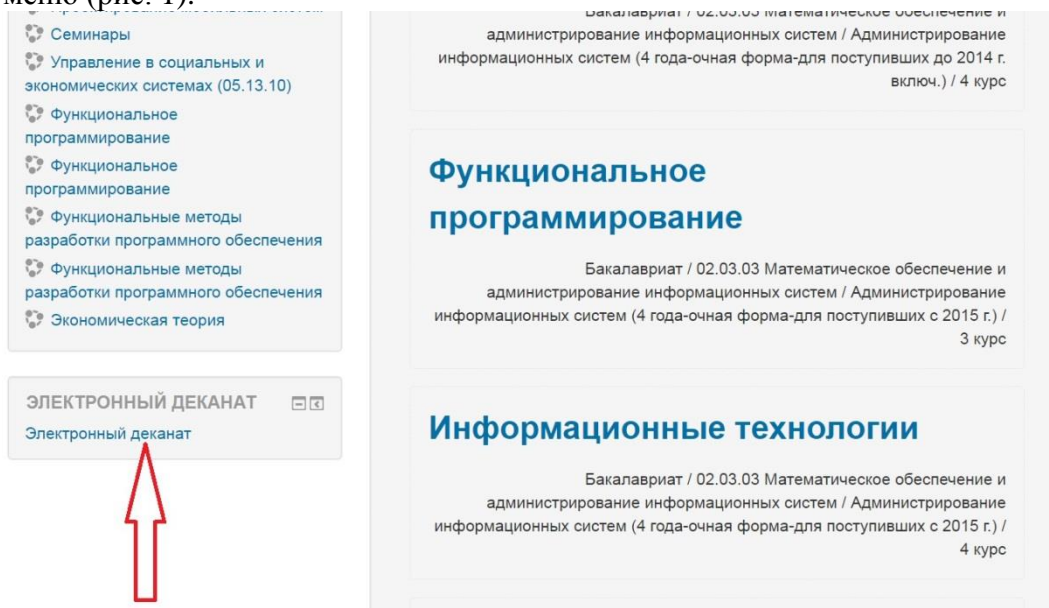 меню (рис. 1).
Проектирование
Семинары
Управление в социальных и
экономических системах (05.13.10)
Функциональное
программирование
Функциональное
программирование
Функциональные методы
разработки программного обеспечения
Функциональные методы
разработки программного обеспечения
Экономическая теория
ЭЛЕКТРОННЫЙ ДЕКАНАТ
Электронный деканат
Бакалавриат / 02.03.03 Математическое обеспечение и
администрирование информационных систем / Администрирование
информационных систем (4 года-очная форма-для поступивших до 2014 г.
включ.) / 4 курс
Функциональное
программирование
Бакалавриат / 02.03.03 Математическое обеспечение и
администрирование информационных систем / Администрирование
информационных систем (4 года-очная форма-для поступивших с 2015 г.) /
3 курс
Информационные технологии
Бакалавриат / 02.03.03 Математическое обеспечение и
администрирование информационных систем / Администрирование
информационных систем (4 года-очная форма-для поступивших с 2015 г.) /
4 курс